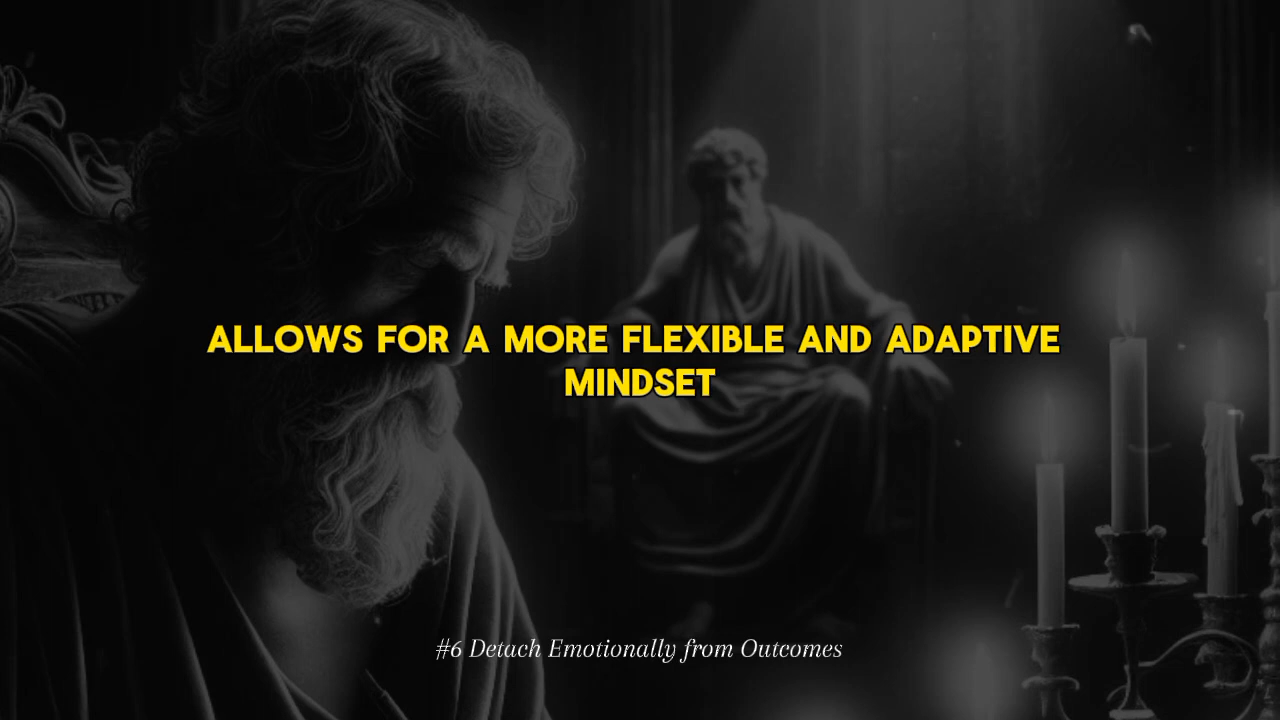 ALLOWS FOR A MORE FLEXIBLE AND ADAPTIVE
MINDSET
#6 Detach Emotionally from Outcomes